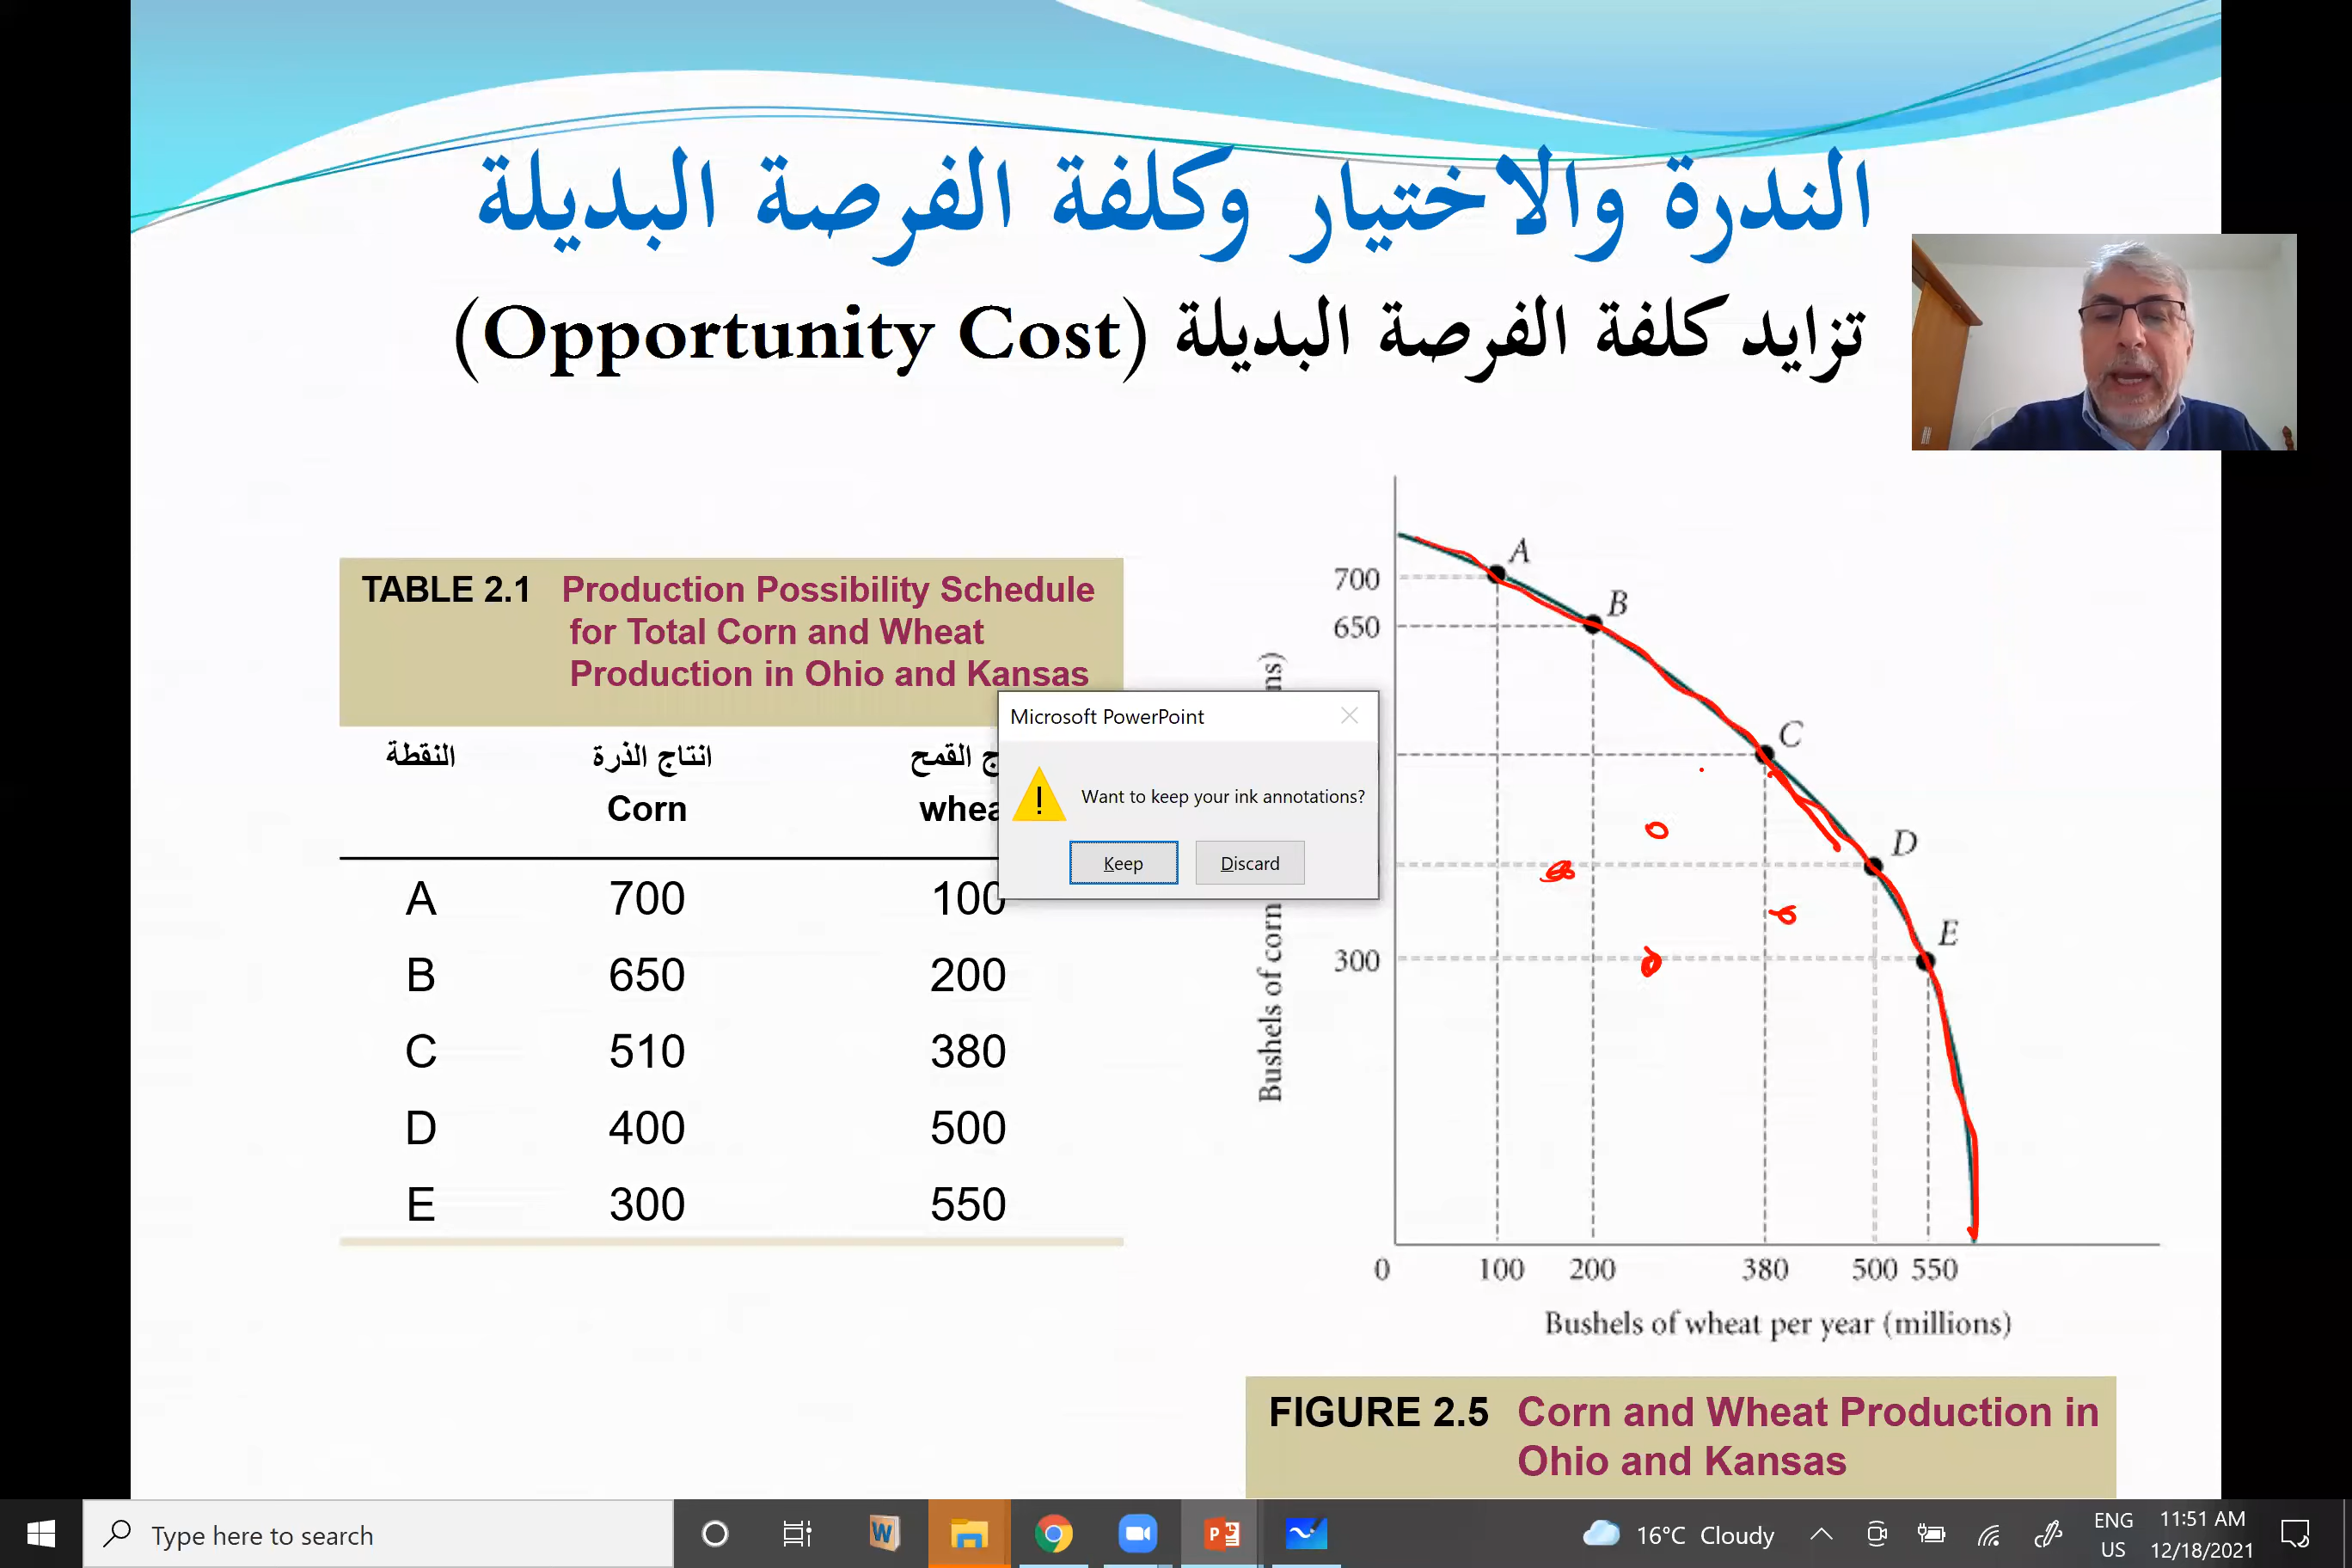 الندرة والاختيار وكلفة الفرصة البديلة
تزايد كلفة الفرصة البديلة (Opportunity Cost)
TABLE 2.1 Production Possibility Schedule
for Total Corn and Wheat
Production in Ohio and Kansas
النقطة انتاج الذرة ج القمح
Corn whea
A 700 100
B 650 200
C 510 380
D 400 500
E 300 550
Microsoft PowerPoint
Want to keep your ink annotations?
Keep Discard
A
700
B
650
C
D
E
300
Bushels of corn
ns)
0 100 200 380 500 550
Bushels of wheat per year (millions)
FIGURE 2.5 Corn and Wheat Production in
Ohio and Kansas
Type here to search
16°C Cloudy
ENG
US
11:51 AM
12/18/2021